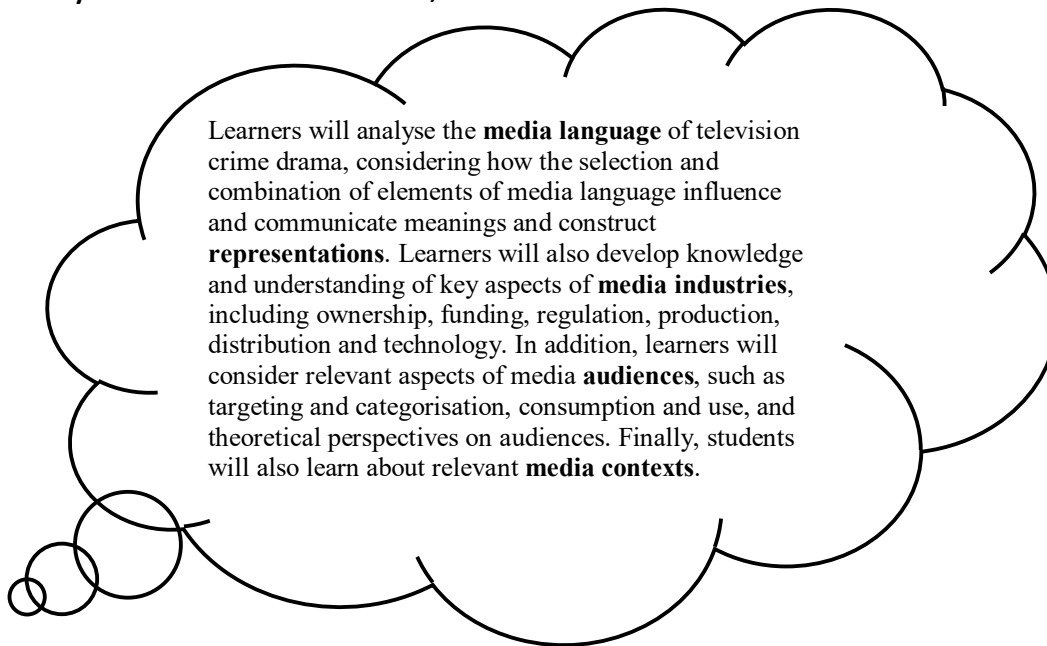 Learners will analyse the media language of television
crime drama, considering how the selection and
combination of elements of media language influence
and communicate meanings and construct
representations. Learners will also develop knowledge
and understanding of key aspects of media industries,
including ownership, funding, regulation, production,
distribution and technology. In addition, learners will
consider relevant aspects of media audiences, such as
targeting and categorisation, consumption and use, and
theoretical perspectives on audiences. Finally, students
will also learn about relevant media contexts.